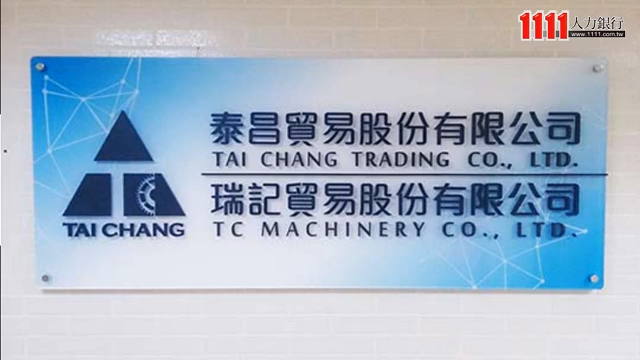 1111人力銀行
www.1111.com.tw
泰昌貿易股份有限公司
TAI CHANG TRADING CO., LTD.
瑞記貿易股份有限公司
TC MACHINERY CO., LTD.
TAI CHANG